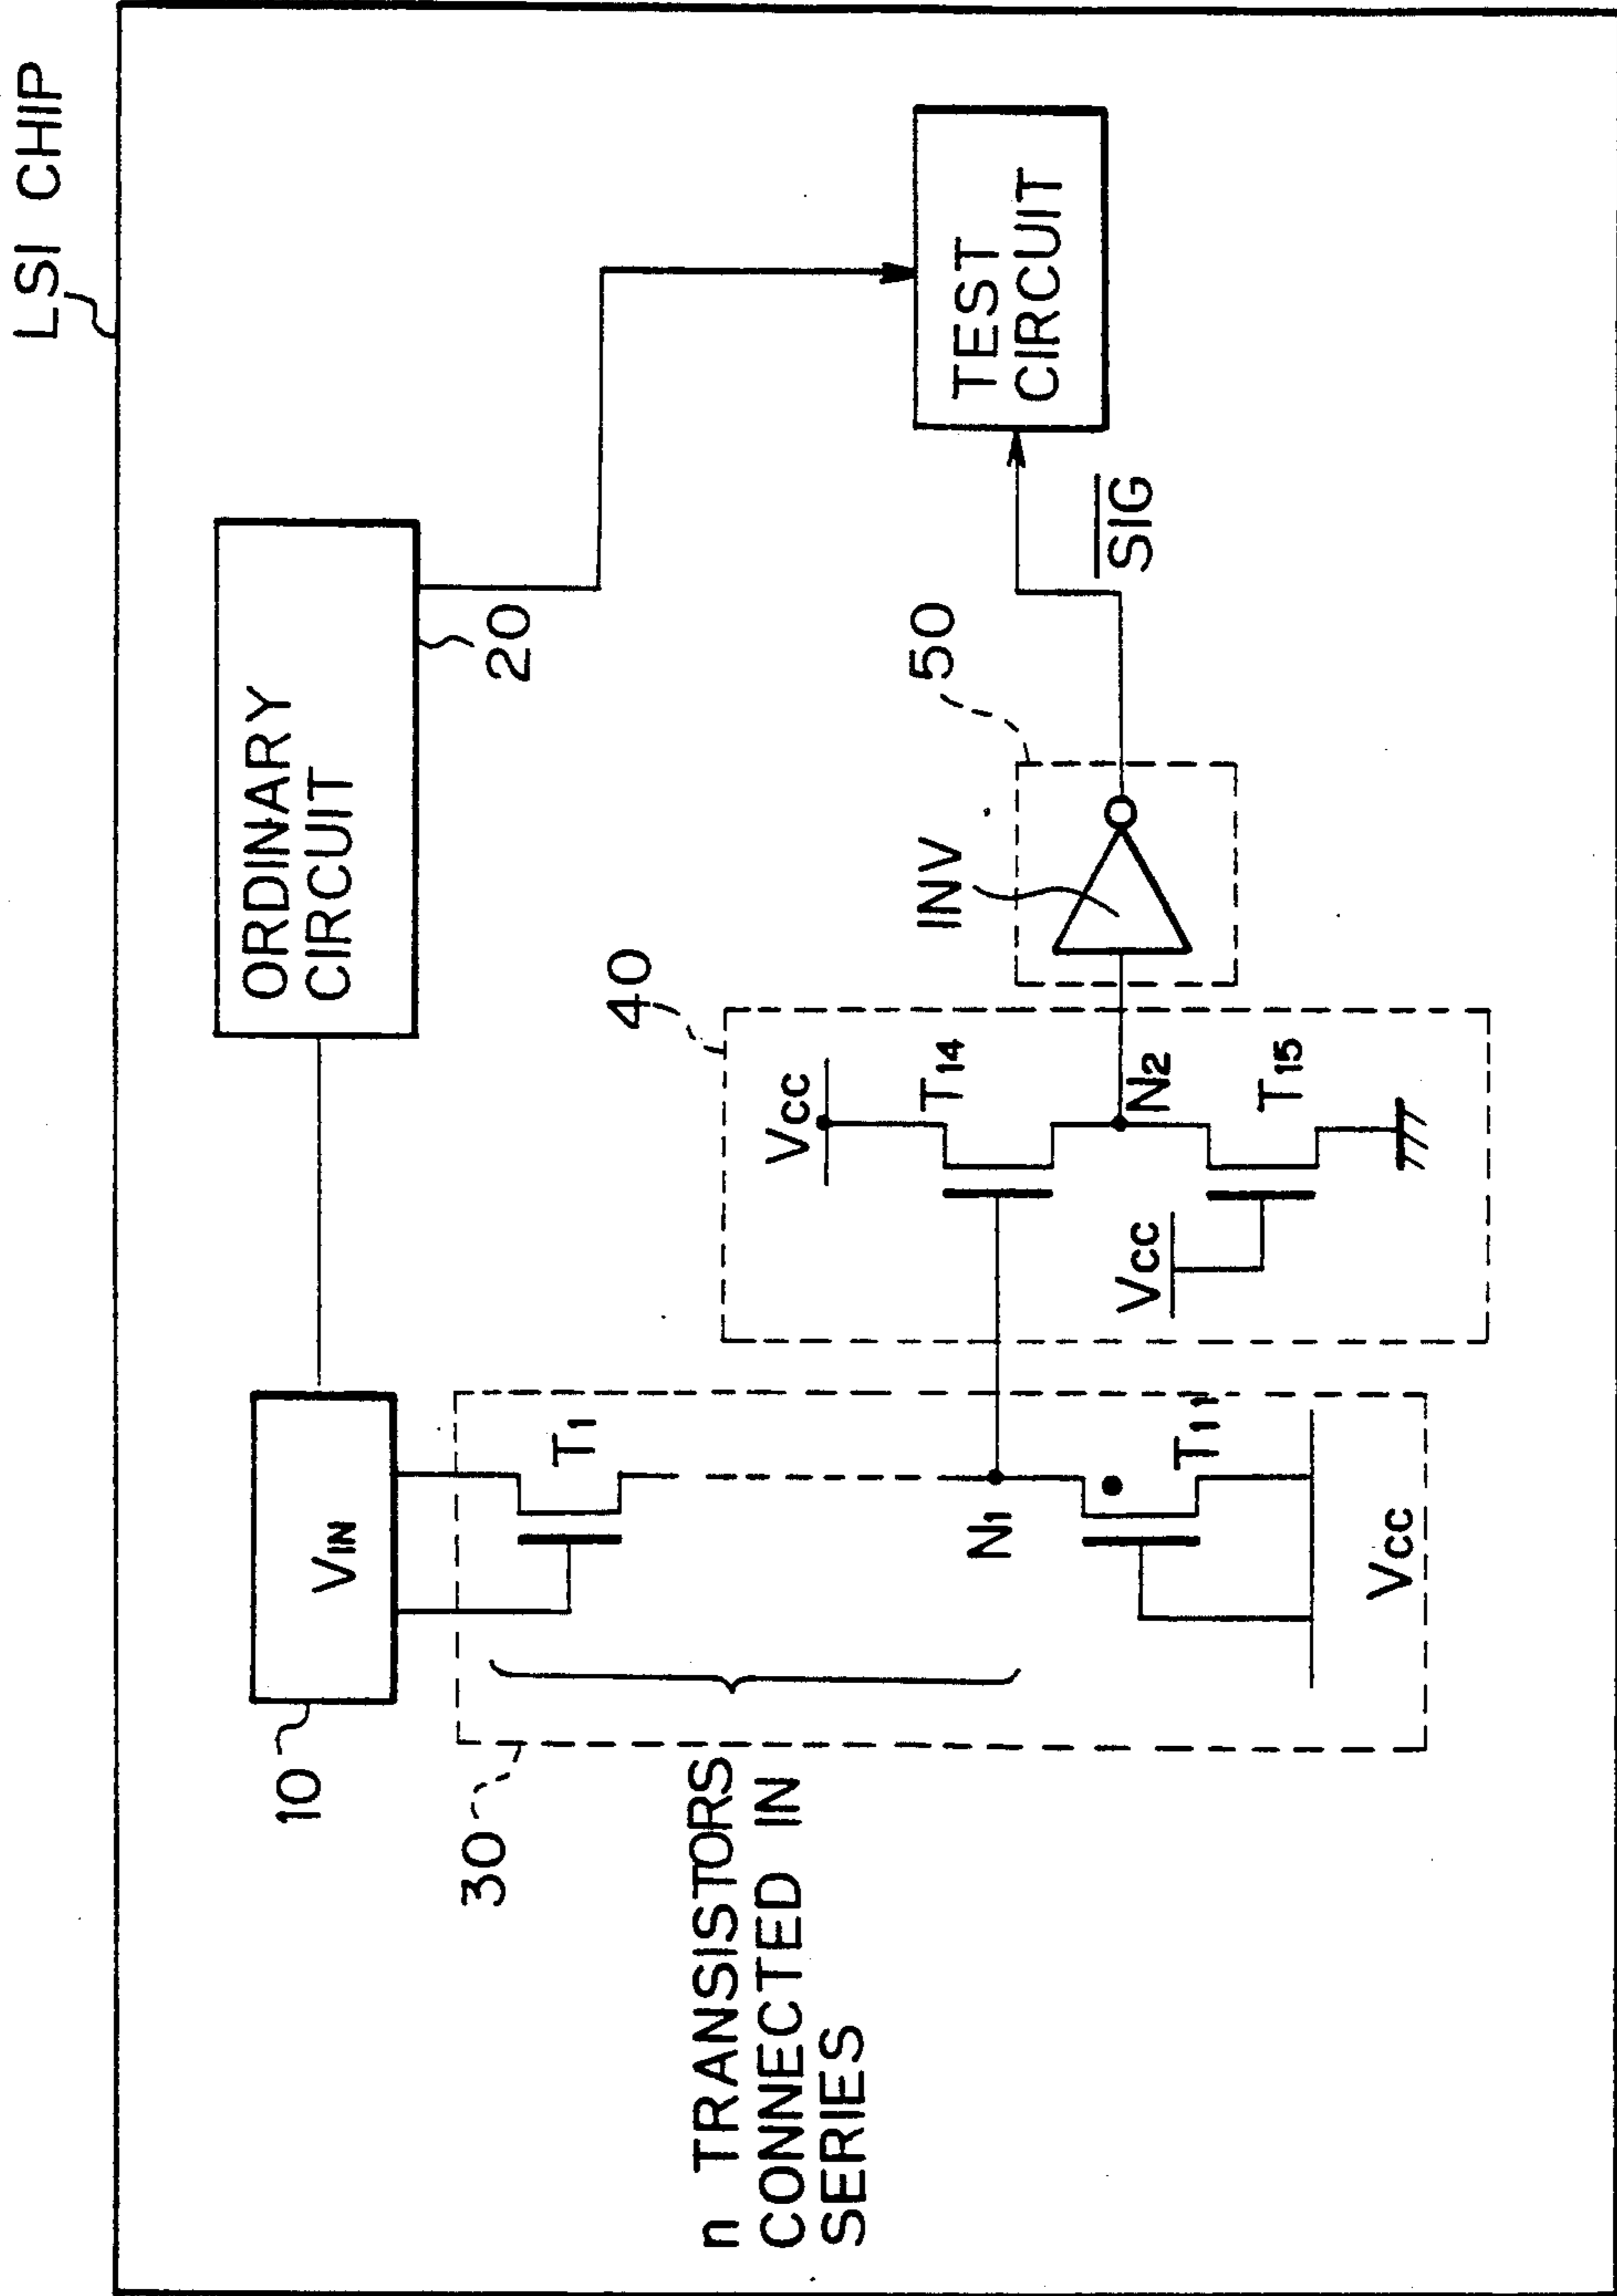 LSI CHIP
ORDINARY
CIRCUIT
20
VIN
10
30
T1
N1
T11
VCC
n TRANSISTORS
CONNECTED IN
SERIES
40
VCC
T14
N2
T15
VCC
INV
50
SIG
TEST
CIRCUIT